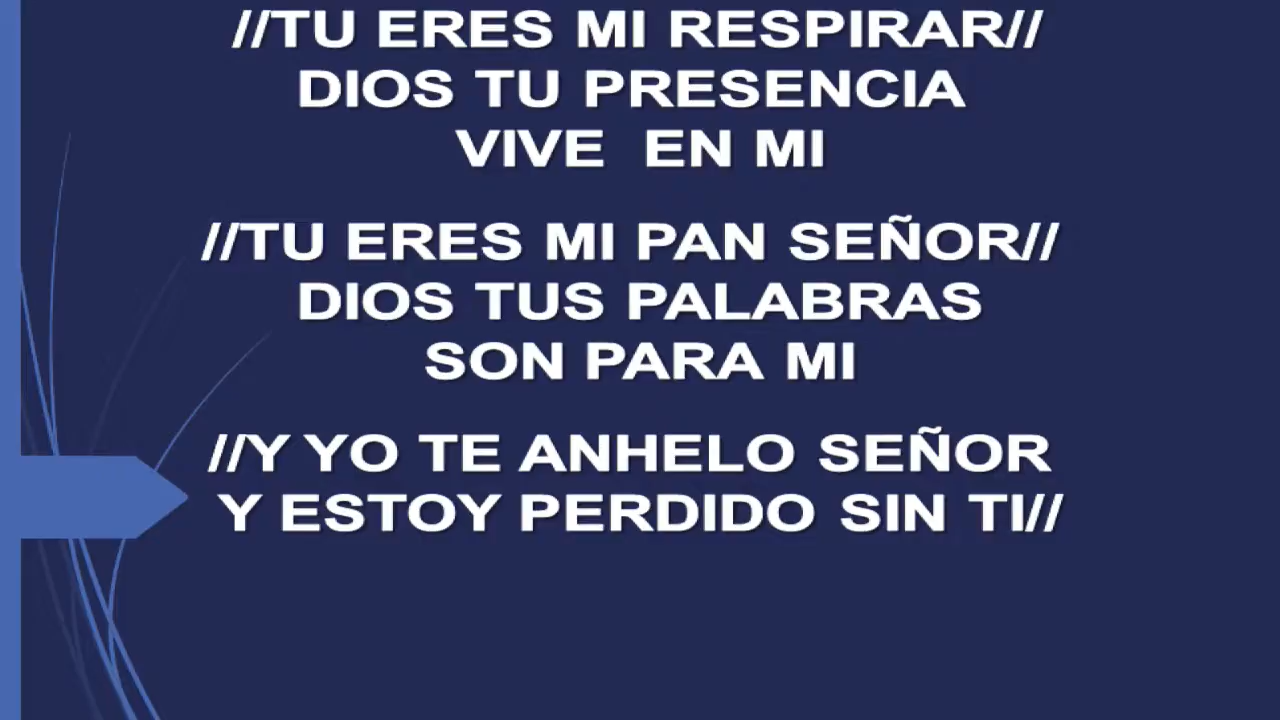 //TU ERES MI RESPIRAR//
DIOS TU PRESENCIA
VIVE  EN MI
//TU ERES MI PAN SEÑOR//
DIOS TUS PALABRAS
SON PARA MI
//Y YO TE ANHELO SEÑOR
Y ESTOY PERDIDO SIN TI//